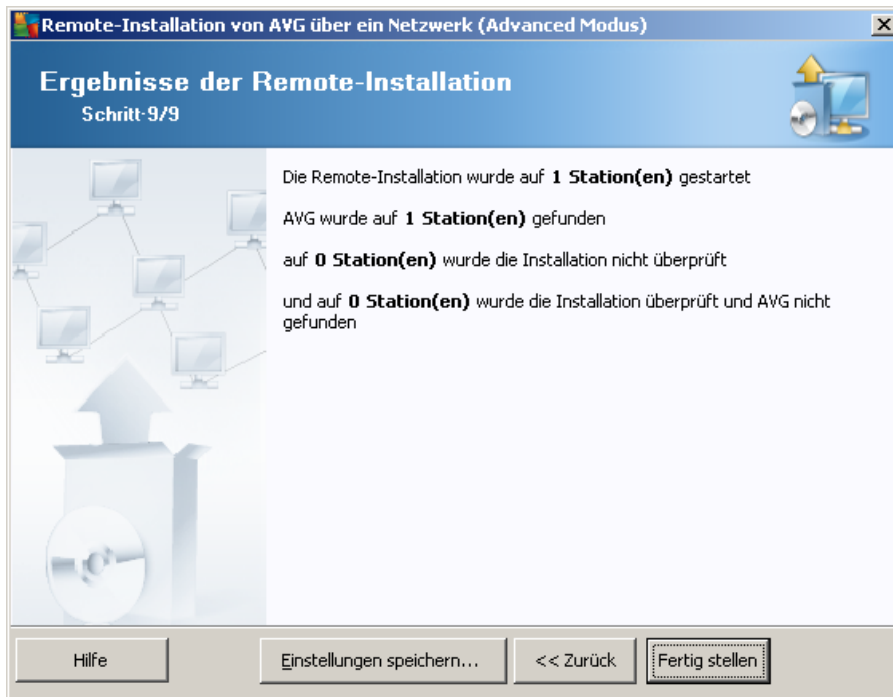 Remote-Installation von AVG über ein Netzwerk (Advanced Modus)
Ergebnisse der Remote-Installation
Schritt-9/9
Die Remote-Installation wurde auf 1 Station(en) gestartet
AVG wurde auf 1 Station(en) gefunden
auf 0 Station(en) wurde die Installation nicht überprüft
und auf 0 Station(en) wurde die Installation überprüft und AVG nicht
gefunden
Hilfe
Einstellungen speichern...
<< Zurück
Fertig stellen